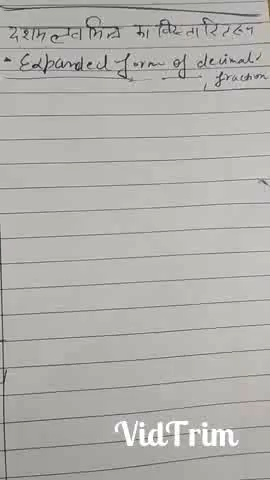 दशमलव भिन्न का विस्तारित रूप
• Expanded form of decimal
fraction
VidTrim